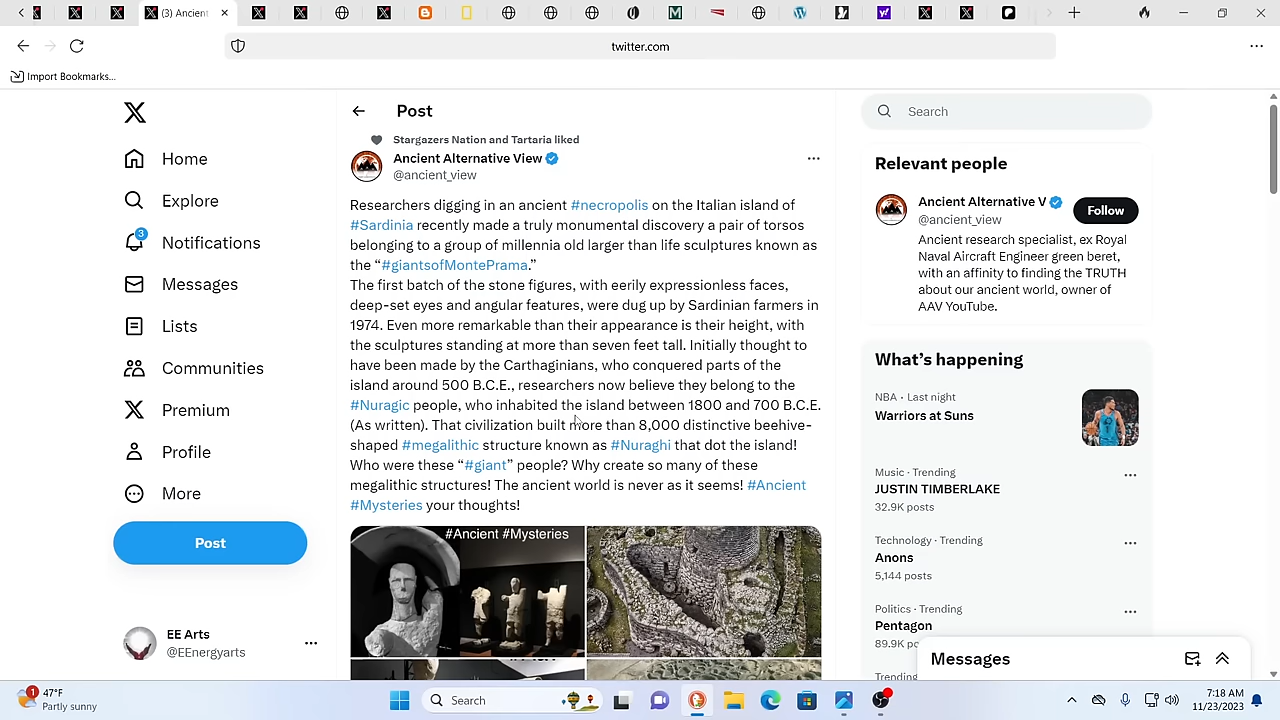 (3) Ancient
twitter.com
Import Bookmarks...
Home
Explore
3
Notifications
Messages
Lists
Communities
Premium
Profile
More
Post
EE Arts
@EEnergyarts
Post
Stargazers Nation and Tartaria liked
Ancient Alternative View
@ancient_view
Researchers digging in an ancient #necropolis on the Italian island of
#Sardinia recently made a truly monumental discovery a pair of torsos
belonging to a group of millennia old larger than life sculptures known as
the “#giantsofMontePrama.”
The first batch of the stone figures, with eerily expressionless faces,
deep-set eyes and angular features, were dug up by Sardinian farmers in
1974. Even more remarkable than their appearance is their height, with
the sculptures standing at more than seven feet tall. Initially thought to
have been made by the Carthaginians, who conquered parts of the
island around 500 B.C.E., researchers now believe they belong to the
#Nuragic people, who inhabited the island between 1800 and 700 B.C.E.
(As written). That civilization built more than 8,000 distinctive beehive-
shaped #megalithic structure known as #Nuraghi that dot the island!
Who were these “#giant” people? Why create so many of these
megalithic structures! The ancient world is never as it seems! #Ancient
#Mysteries your thoughts!
#Ancient #Mysteries
Search
Relevant people
Ancient Alternative V
@ancient_view
Follow
Ancient research specialist, ex Royal
Naval Aircraft Engineer green beret,
with an affinity to finding the TRUTH
about our ancient world, owner of
AAV YouTube.
What’s happening
NBA · Last night
Warriors at Suns
Music · Trending
JUSTIN TIMBERLAKE
32.9K posts
Technology · Trending
Anons
5,144 posts
Politics · Trending
Pentagon
89.9K po
Trending
Messages
1
47°F
Partly sunny
Search
7:18 AM
11/23/2023